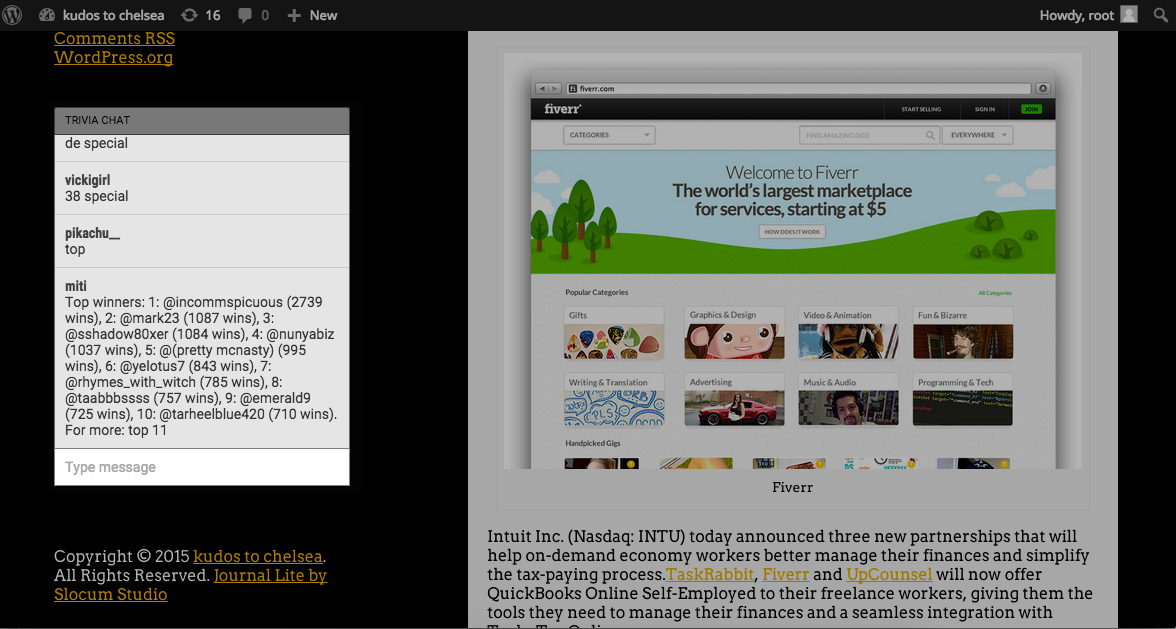 kudos to chelsea 16 0 New Howdy, root
Comments RSS
WordPress.org
TRIVIA CHAT
de special
vickigirl
38 special
pikachu__
top
miti
Top winners: 1: @incommspicuous (2739
wins), 2: @mark23 (1087 wins), 3:
@sshadow80xer (1084 wins), 4: @nunyabiz
(1037 wins), 5: @(pretty mcnasty) (995
wins), 6: @yelotus7 (843 wins), 7:
@rhymes_with_witch (785 wins), 8:
@taabbbssss (757 wins), 9: @emerald9
(725 wins), 10: @tarheelblue420 (710 wins).
For more: top 11
Type message
Copyright © 2015 kudos to chelsea.
All Rights Reserved. Journal Lite by
Slocum Studio
fiverr.com
fiverr START SELLING SIGN IN JOIN
CATEGORIES FIND AMAZING GIGS EVERYWHERE
Welcome to Fiverr
The world's largest marketplace
for services, starting at $5
HOW DOES IT WORK
Popular Categories All Categories
Gifts Graphics & Design Video & Animation Fun & Bizarre
Writing & Translation Advertising Music & Audio Programming & Tech
Handpicked Gigs
Fiverr
Intuit Inc. (Nasdaq: INTU) today announced three new partnerships that will
help on-demand economy workers better manage their finances and simplify
the tax-paying process.TaskRabbit, Fiverr and UpCounsel will now offer
QuickBooks Online Self-Employed to their freelance workers, giving them the
tools they need to manage their finances and a seamless integration with